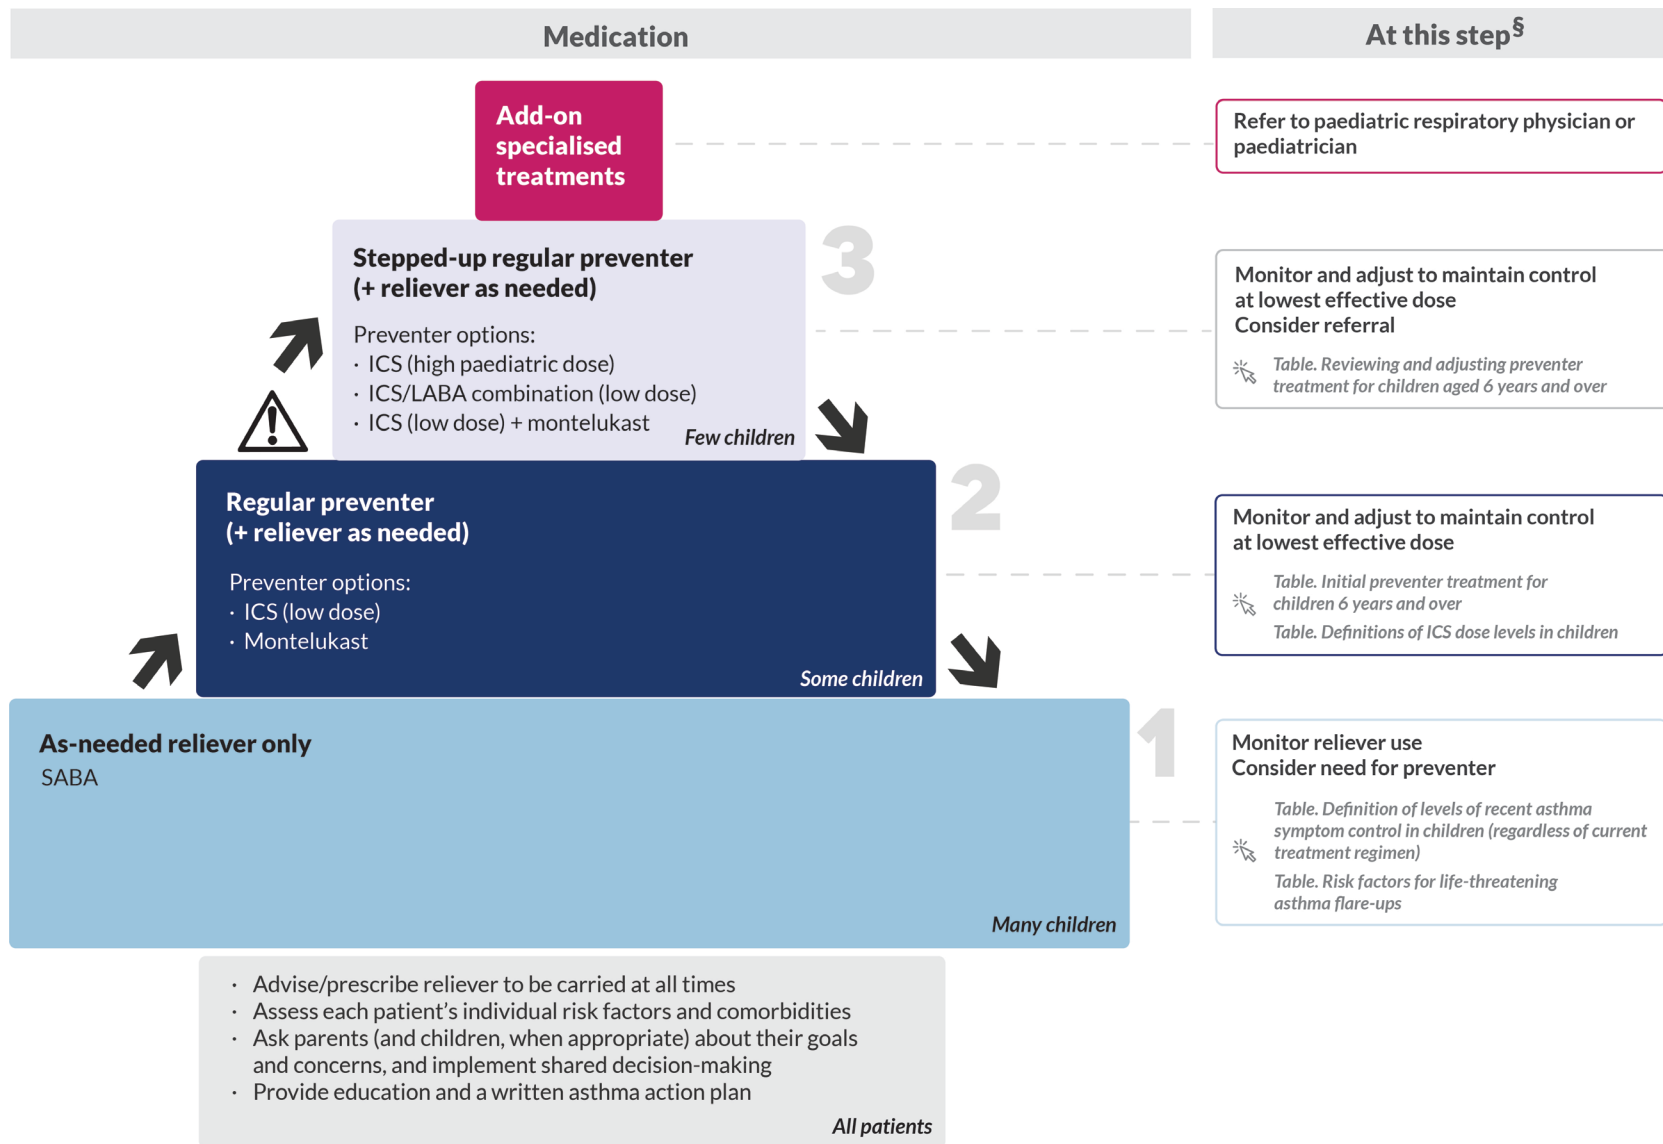 Medication
At this step§
Add-on
specialised
treatments
Refer to paediatric respiratory physician or
paediatrician
Stepped-up regular preventer
(+ reliever as needed)
Preventer options:
· ICS (high paediatric dose)
· ICS/LABA combination (low dose)
· ICS (low dose) + montelukast
Few children
3
Monitor and adjust to maintain control
at lowest effective dose
Consider referral
Table. Reviewing and adjusting preventer
treatment for children aged 6 years and over
Regular preventer
(+ reliever as needed)
Preventer options:
· ICS (low dose)
· Montelukast
Some children
2
Monitor and adjust to maintain control
at lowest effective dose
Table. Initial preventer treatment for
children 6 years and over
Table. Definitions of ICS dose levels in children
As-needed reliever only
SABA
Many children
1
Monitor reliever use
Consider need for preventer
Table. Definition of levels of recent asthma
symptom control in children (regardless of current
treatment regimen)
Table. Risk factors for life-threatening
asthma flare-ups
· Advise/prescribe reliever to be carried at all times
· Assess each patient’s individual risk factors and comorbidities
· Ask parents (and children, when appropriate) about their goals
and concerns, and implement shared decision-making
· Provide education and a written asthma action plan
All patients